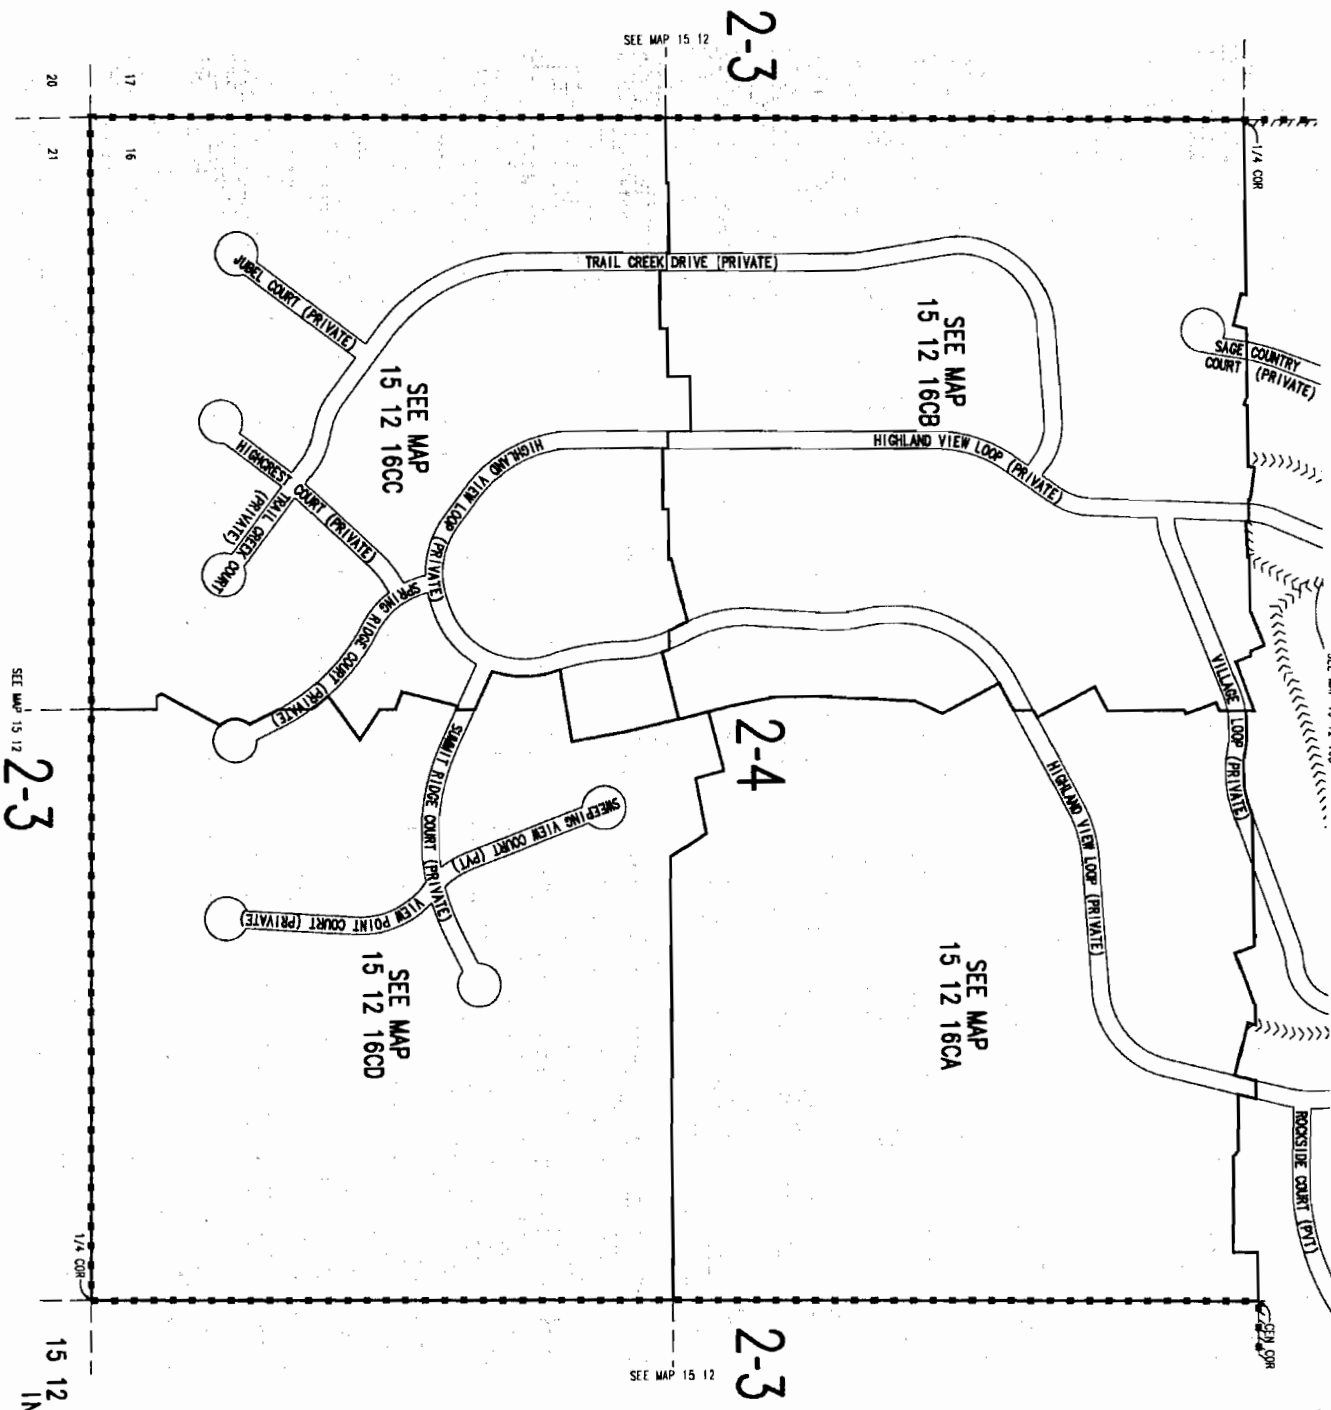 SEE MAP 15 12
2-3
20
17
21
16
1/4 COR
JUBEL COURT (PRIVATE)
TRAIL CREEK DRIVE (PRIVATE)
SEE MAP
15 12 16CB
SAGE COUNTRY
COURT (PRIVATE)
SEE MAP
15 12 16CC
HIGHCREST COURT (PRIVATE)
TRAIL CREEK COURT
(PRIVATE)
HIGHLAND VIEW LOOP (PRIVATE)
HIGHLAND VIEW LOOP (PRIVATE)
SPRING RIDGE COURT (PRIVATE)
VILLAGE LOOP (PRIVATE)
SEE MAP 15 12
2-3
SUMMIT RIDGE COURT (PRIVATE)
2-4
SWEEPING VIEW COURT (PVT)
HIGHLAND VIEW LOOP (PRIVATE)
VIEW POINT COURT (PRIVATE)
SEE MAP
15 12 16CD
SEE MAP
15 12 16CA
ROCKSIDE COURT (PVT)
1/4 COR
CEN COR
2-3
SEE MAP 15 12
15 12